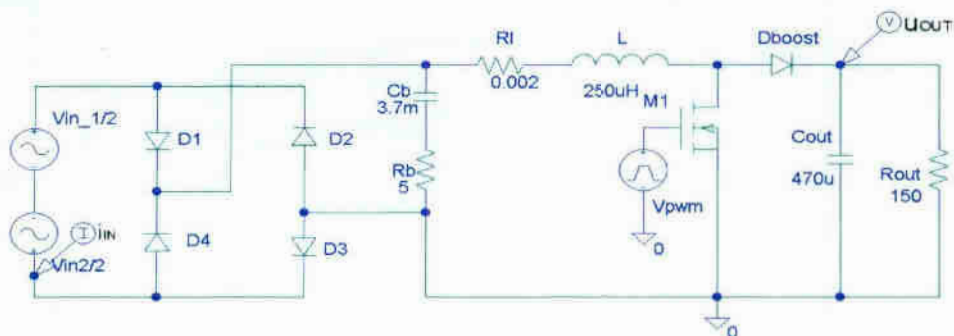 V
UOUT
Rl
0.002
L
250uH
Dboost
Cb
3.7m
M1
Vin_1/2
D1
D2
Rb
5
Cout
470u
Rout
150
Vpwm
I
iIN
Vin2/2
D4
D3
0
0